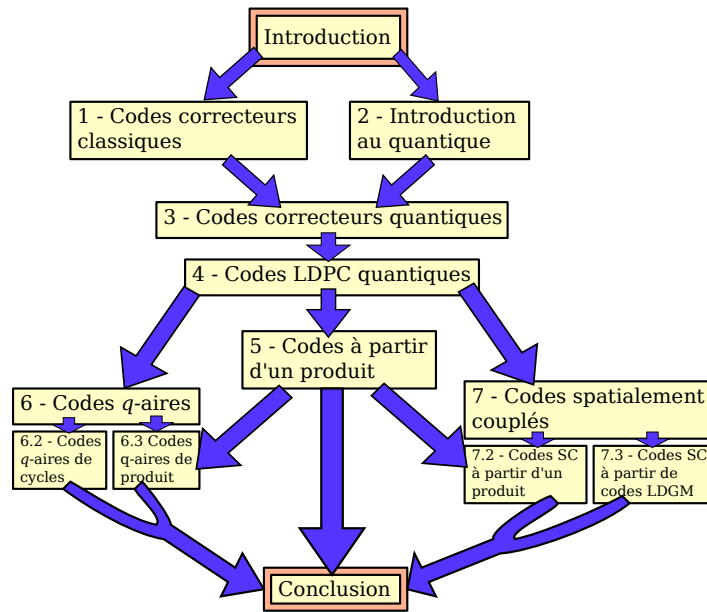 Introduction
1 - Codes correcteurs
classiques
2 - Introduction
au quantique
3 - Codes correcteurs quantiques
4 - Codes LDPC quantiques
5 - Codes à partir
d'un produit
6 - Codes q-aires
7 - Codes spatialement
couplés
6.2 - Codes
q-aires de
cycles
6.3 Codes
q-aires de
produit
7.2 - Codes SC
à partir d'un
produit
7.3 - Codes SC
à partir de
codes LDGM
Conclusion